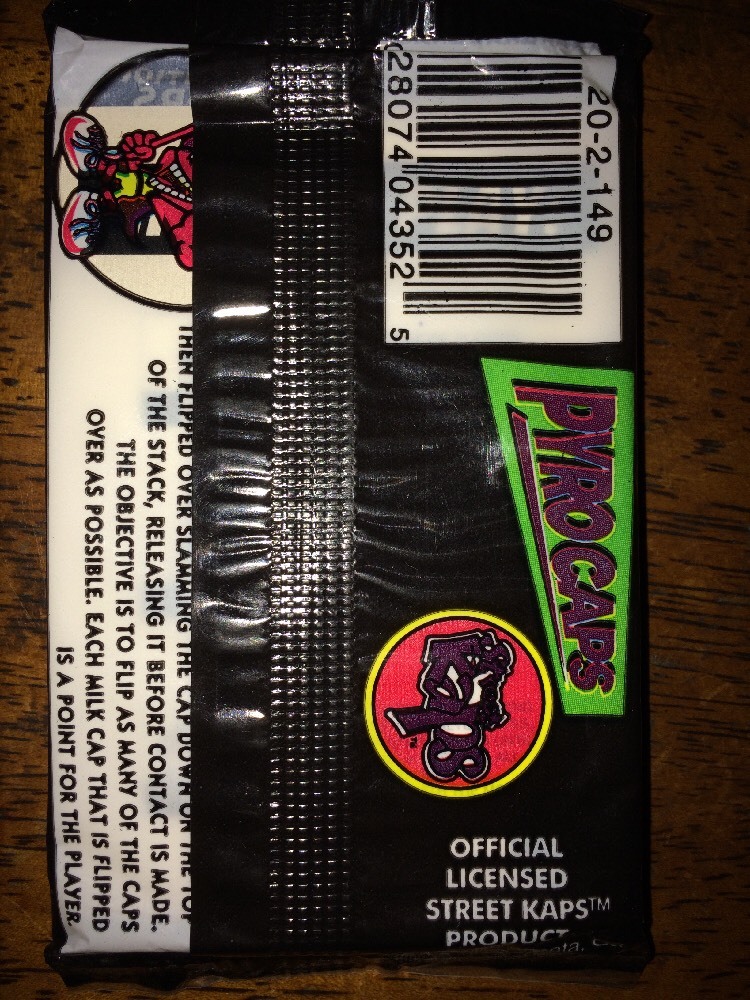 20-2-149
28074 04352 5
PYRO CAPS
OFFICIAL
LICENSED
STREET KAPS™
PRODUCT
THEN FLIPPED OVER SLAMMING THE CAP DOWN ON THE TOP
OF THE STACK, RELEASING IT BEFORE CONTACT IS MADE.
THE OBJECTIVE IS TO FLIP AS MANY OF THE CAPS
OVER AS POSSIBLE. EACH MILK CAP THAT IS FLIPPED
IS A POINT FOR THE PLAYER.